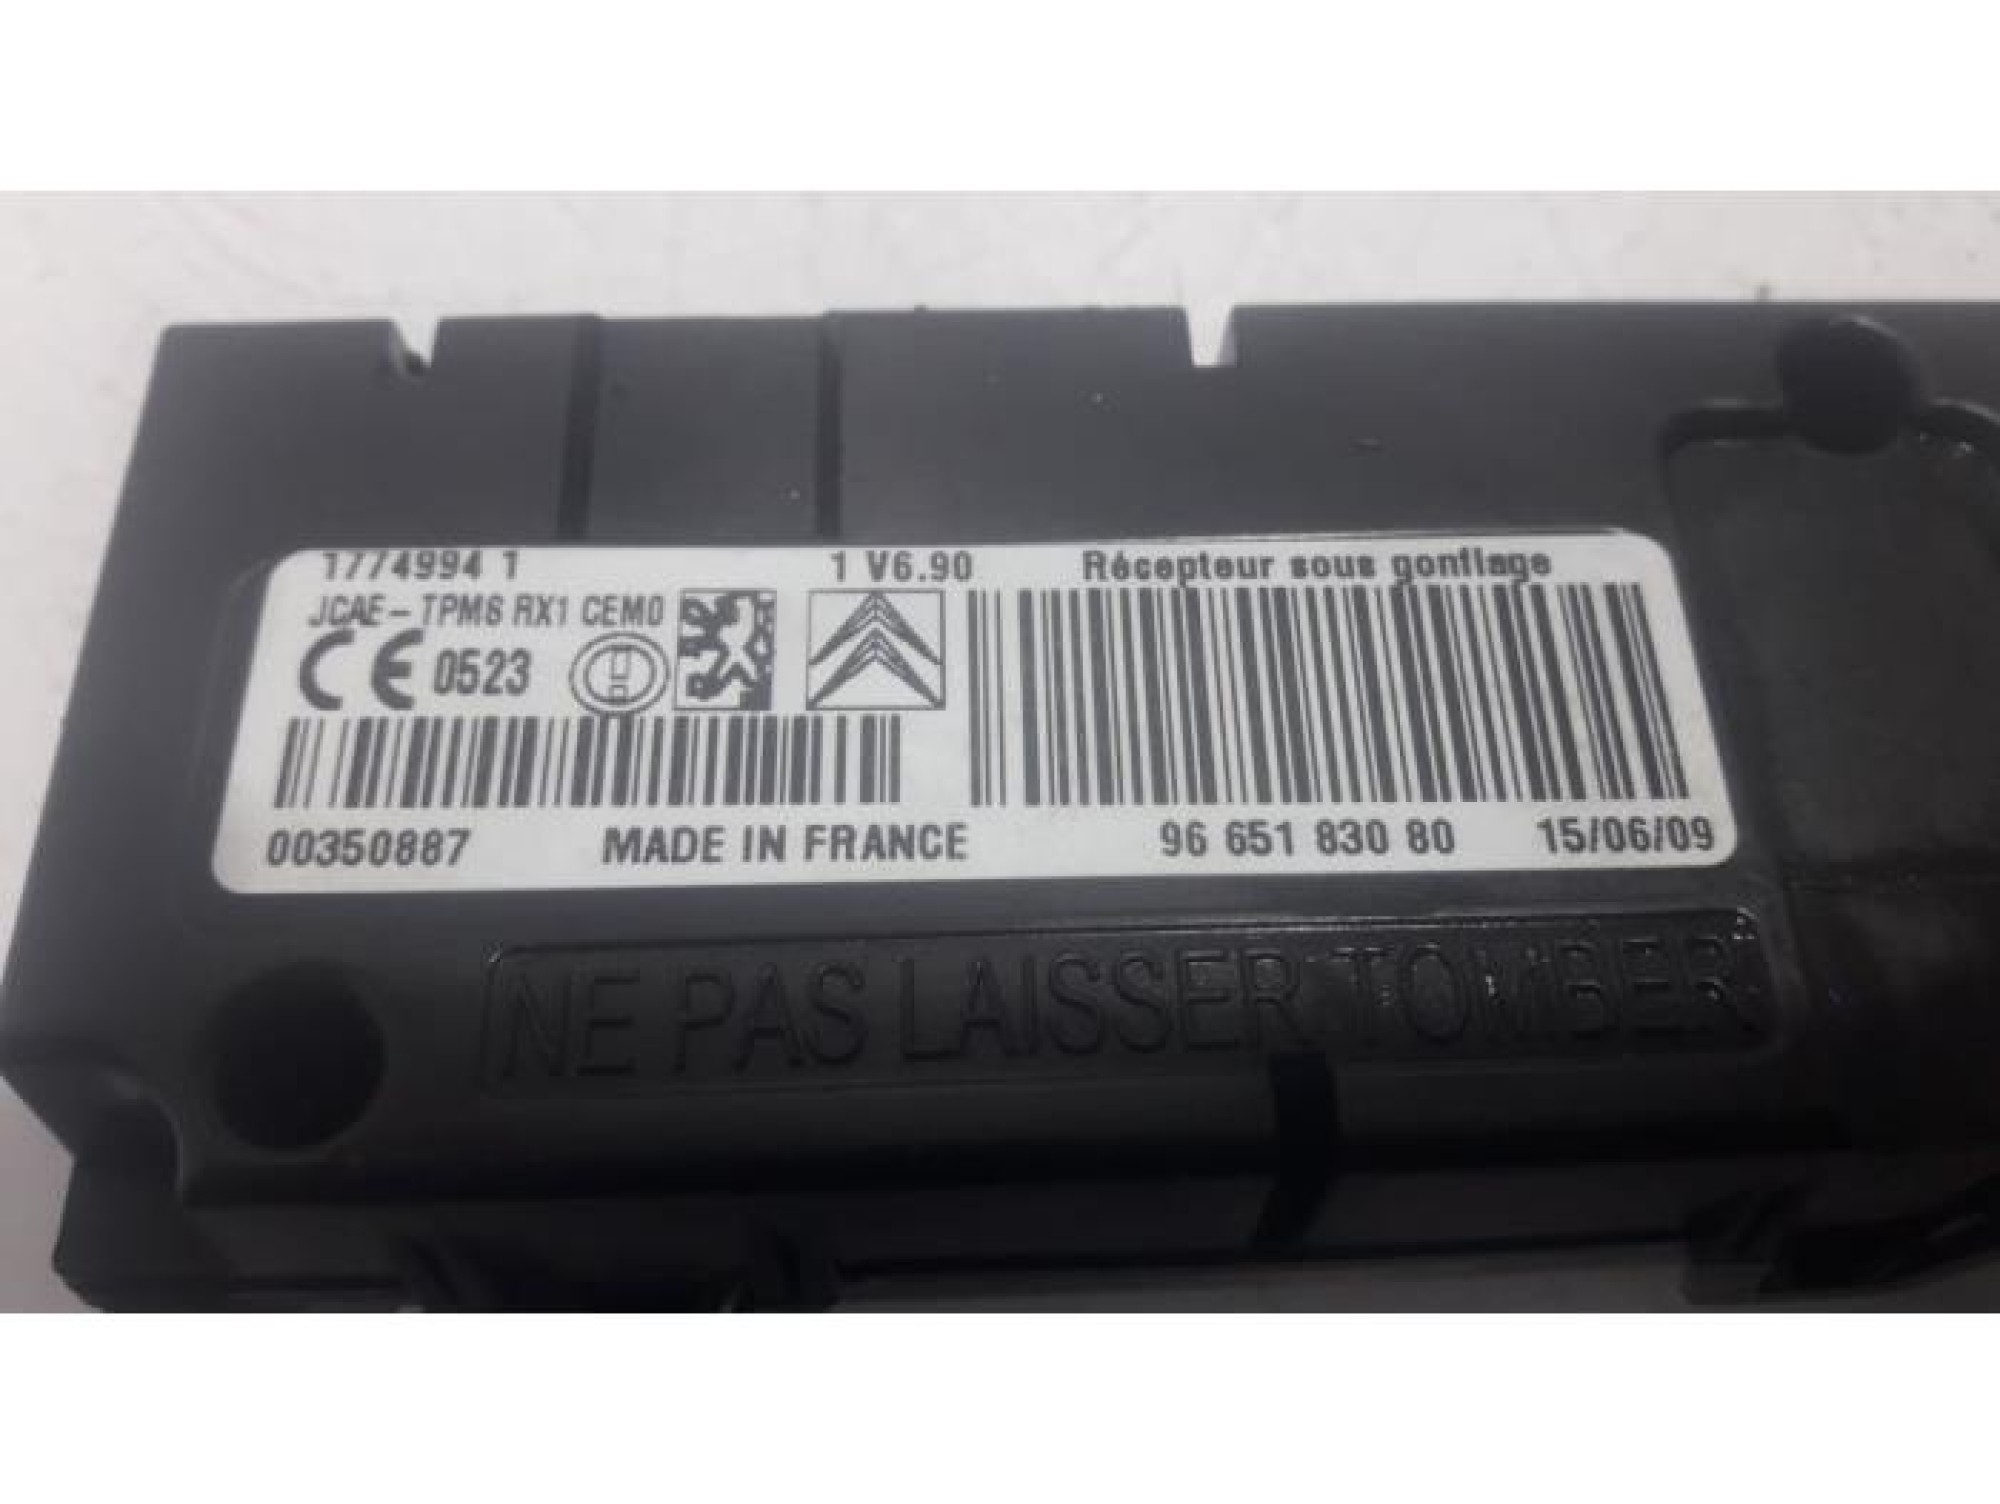 1774994 1 1 V6.90 Récepteur sous gonflage
JCAE-TPMS RX1 CEM0
CE 0523
00350887 MADE IN FRANCE 96 651 830 80 15/06/09
NE PAS LAISSER TOMBER